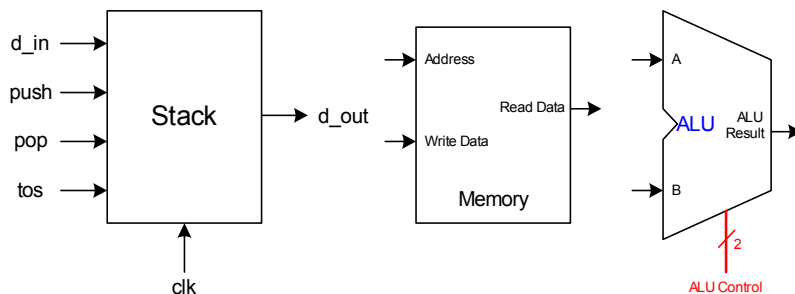 d_in
push
pop
tos
Stack
d_out
clk
Address
Read Data
Write Data
Memory
A
ALU
ALU
Result
B
2
ALU Control